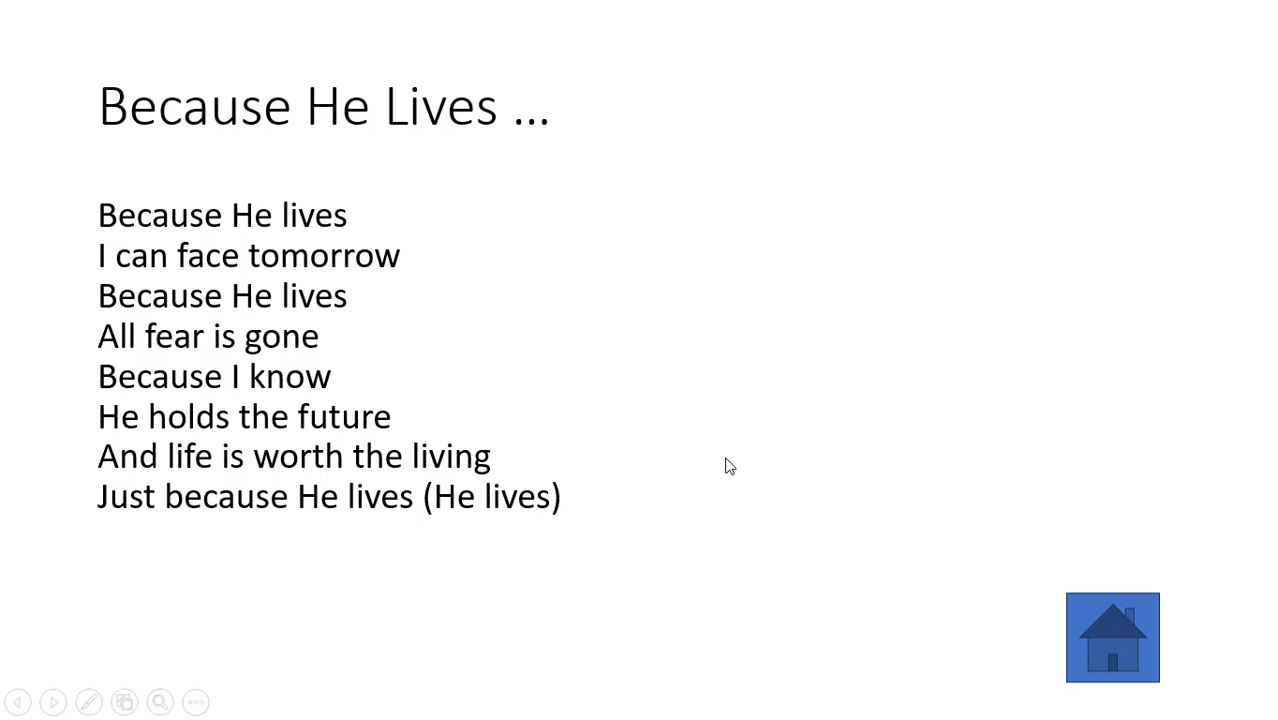 Because He Lives ...
Because He lives
I can face tomorrow
Because He lives
All fear is gone
Because I know
He holds the future
And life is worth the living
Just because He lives (He lives)